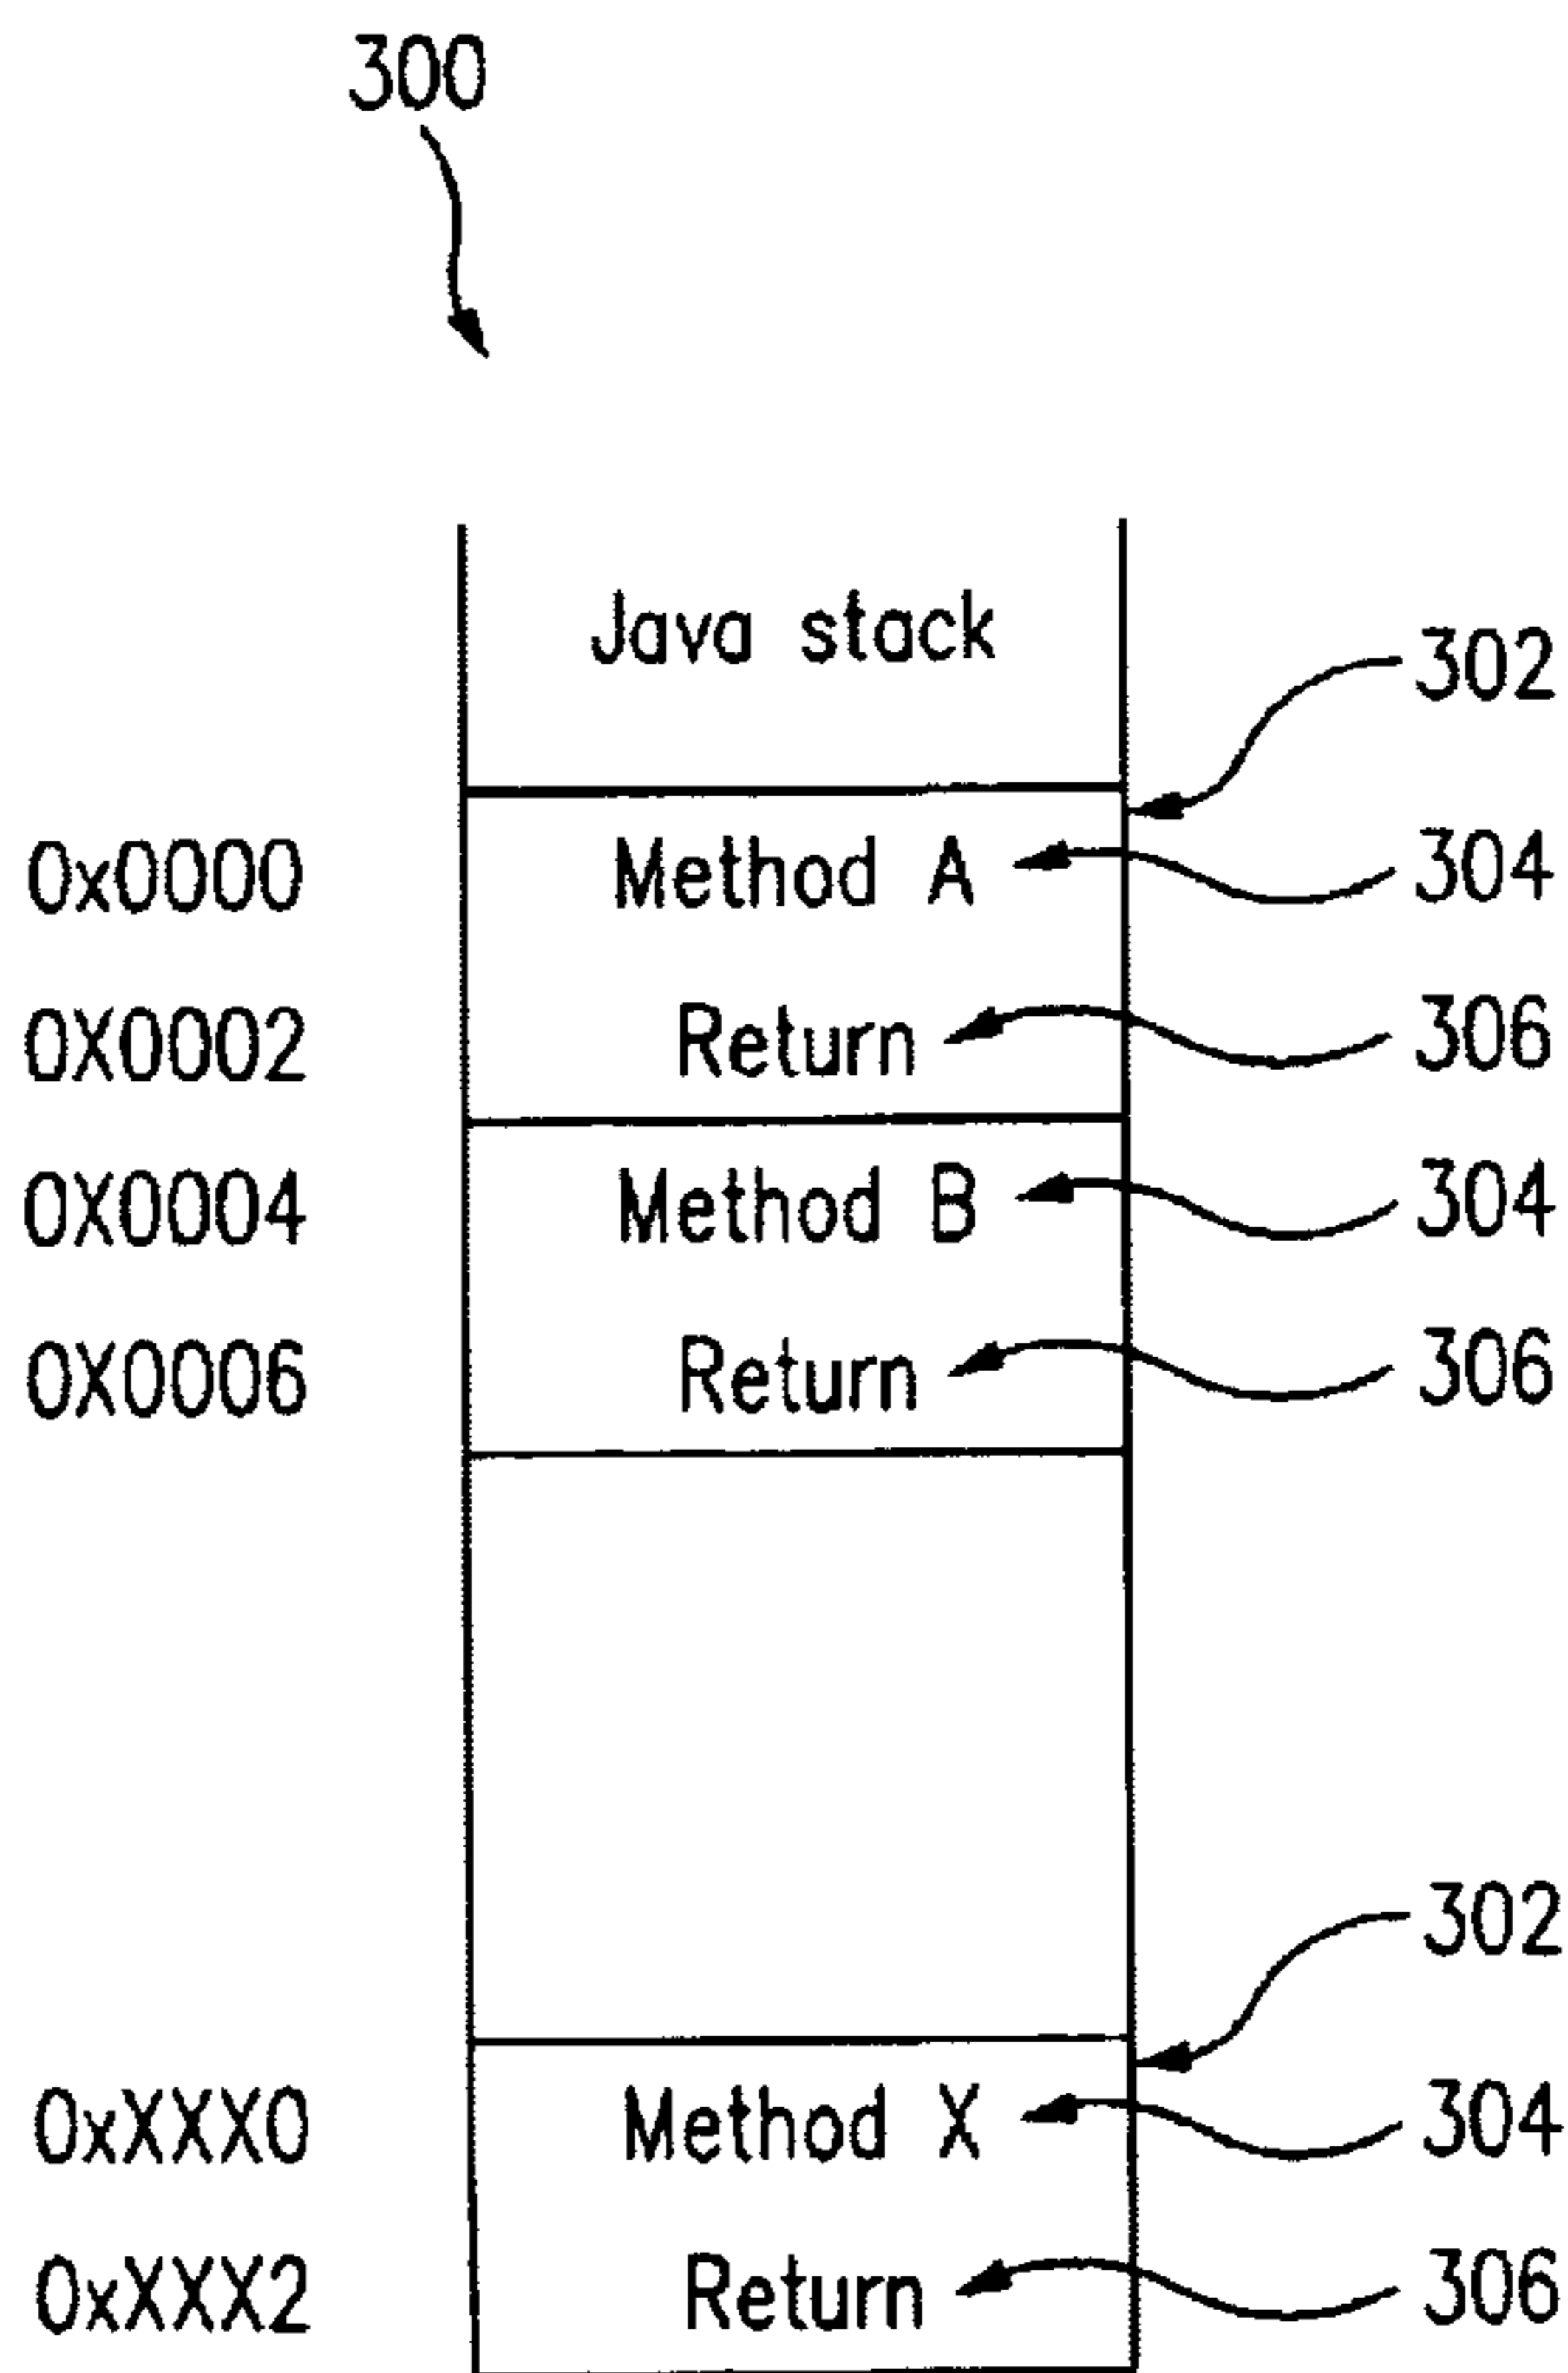 300
Java stack
302
0x0000 Method A 304
0X0002 Return 306
0X0004 Method B 304
0X0006 Return 306
302
0xXXX0 Method X 304
0xXXX2 Return 306